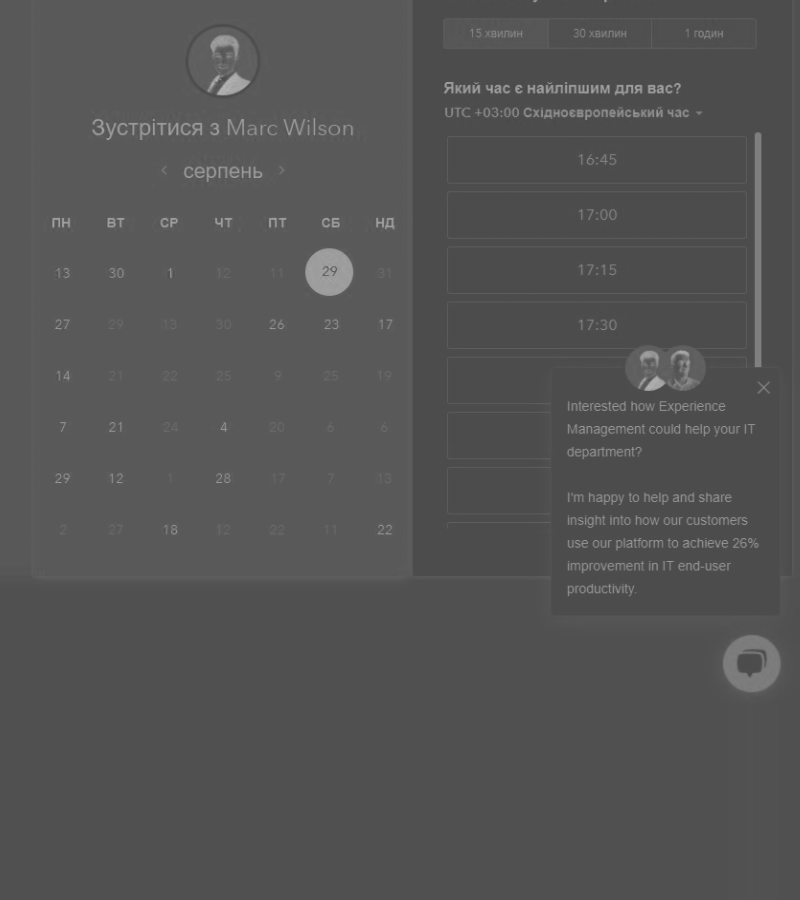 15 хвилин 30 хвилин 1 годин
Зустрітися з Marc Wilson
серпень
ПН ВТ СР ЧТ ПТ СБ НД
13 30 1 12 11 29 31
27 29 13 30 26 23 17
14 21 22 25 9 25 19
7 21 24 4 20 6 6
29 12 1 28 17 7 13
2 27 18 12 22 11 22
Який час є найліпшим для вас?
UTC +03:00 Східноєвропейський час
16:45
17:00
17:15
17:30
Interested how Experience
Management could help your IT
department?
I'm happy to help and share
insight into how our customers
use our platform to achieve 26%
improvement in IT end-user
productivity.